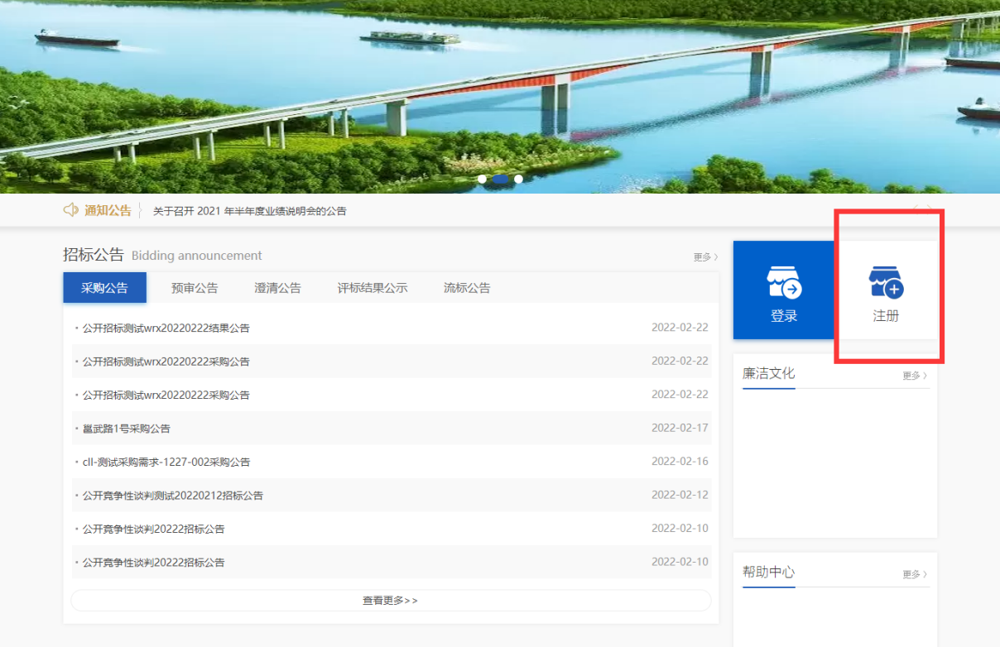 通知公告
关于召开 2021 年半年度业绩说明会的公告
招标公告 Bidding announcement
更多 〉
采购公告 预审公告 澄清公告 评标结果公示 流标公告
· 公开招标测试wrx20220222结果公告 2022-02-22
· 公开招标测试wrx20220222采购公告 2022-02-22
· 公开招标测试wrx20220222采购公告 2022-02-22
· 邕武路1号采购公告 2022-02-17
· cll-测试采购需求-1227-002采购公告 2022-02-16
· 公开竞争性谈判测试20220212招标公告 2022-02-12
· 公开竞争性谈判20222招标公告 2022-02-10
· 公开竞争性谈判20222招标公告 2022-02-10
查看更多>>
登录
注册
廉洁文化 更多 〉
帮助中心 更多 〉